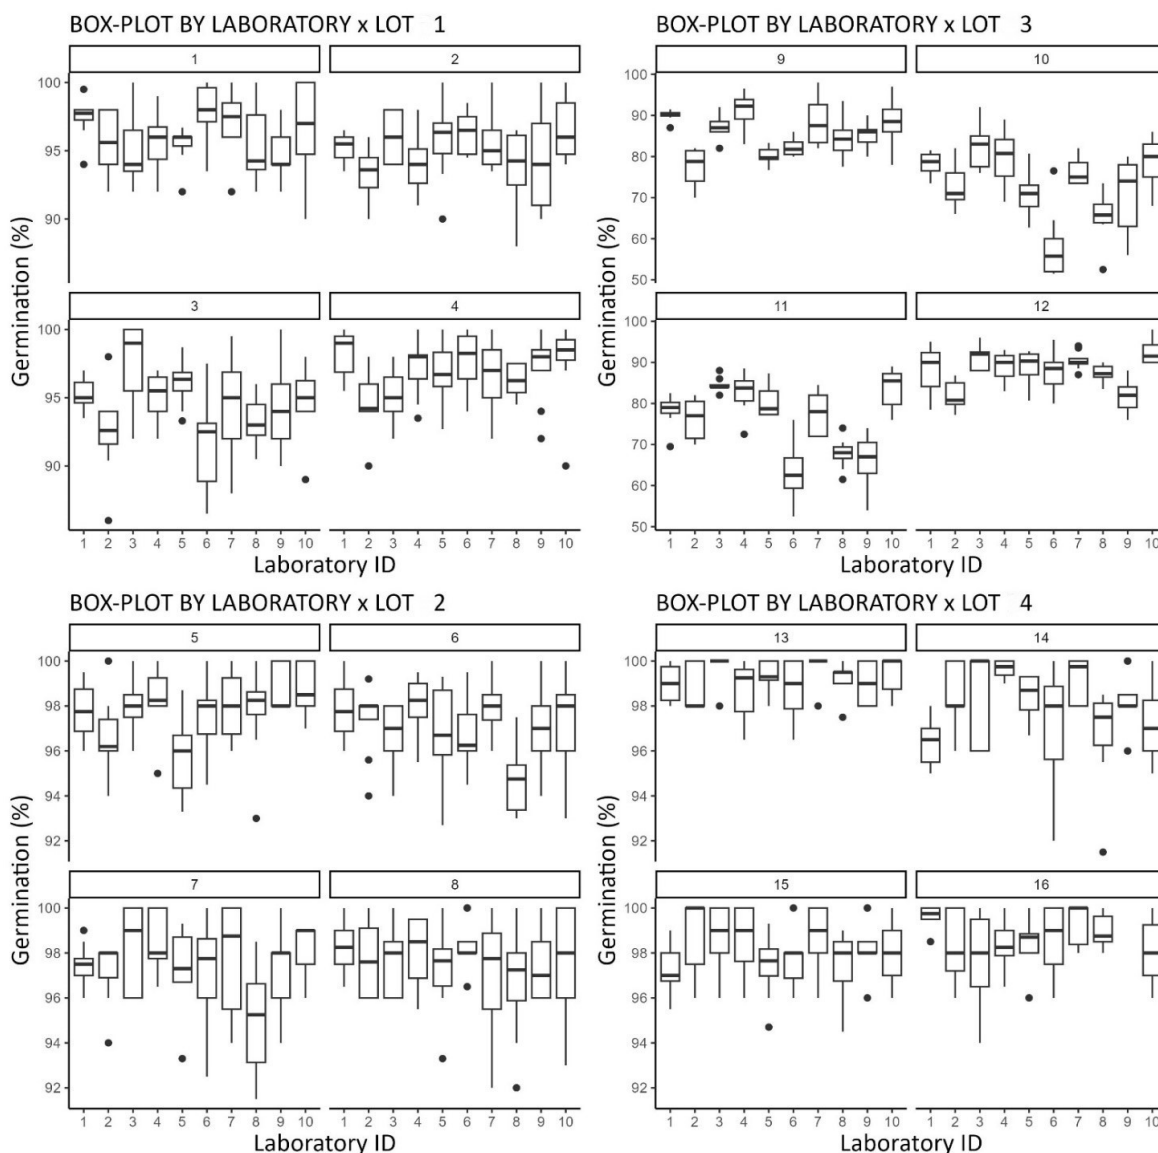 BOX-PLOT BY LABORATORY x LOT 1
1 2
100
95
90
3 4
100
95
90
Germination (%)
1 2 3 4 5 6 7 8 9 10 1 2 3 4 5 6 7 8 9 10
Laboratory ID
BOX-PLOT BY LABORATORY x LOT 3
9 10
100
90
80
70
60
50
11 12
100
90
80
70
60
50
Germination (%)
1 2 3 4 5 6 7 8 9 10 1 2 3 4 5 6 7 8 9 10
Laboratory ID
BOX-PLOT BY LABORATORY x LOT 2
5 6
100
98
96
94
92
7 8
100
98
96
94
92
Germination (%)
1 2 3 4 5 6 7 8 9 10 1 2 3 4 5 6 7 8 9 10
Laboratory ID
BOX-PLOT BY LABORATORY x LOT 4
13 14
100
98
96
94
92
15 16
100
98
96
94
92
Germination (%)
1 2 3 4 5 6 7 8 9 10 1 2 3 4 5 6 7 8 9 10
Laboratory ID